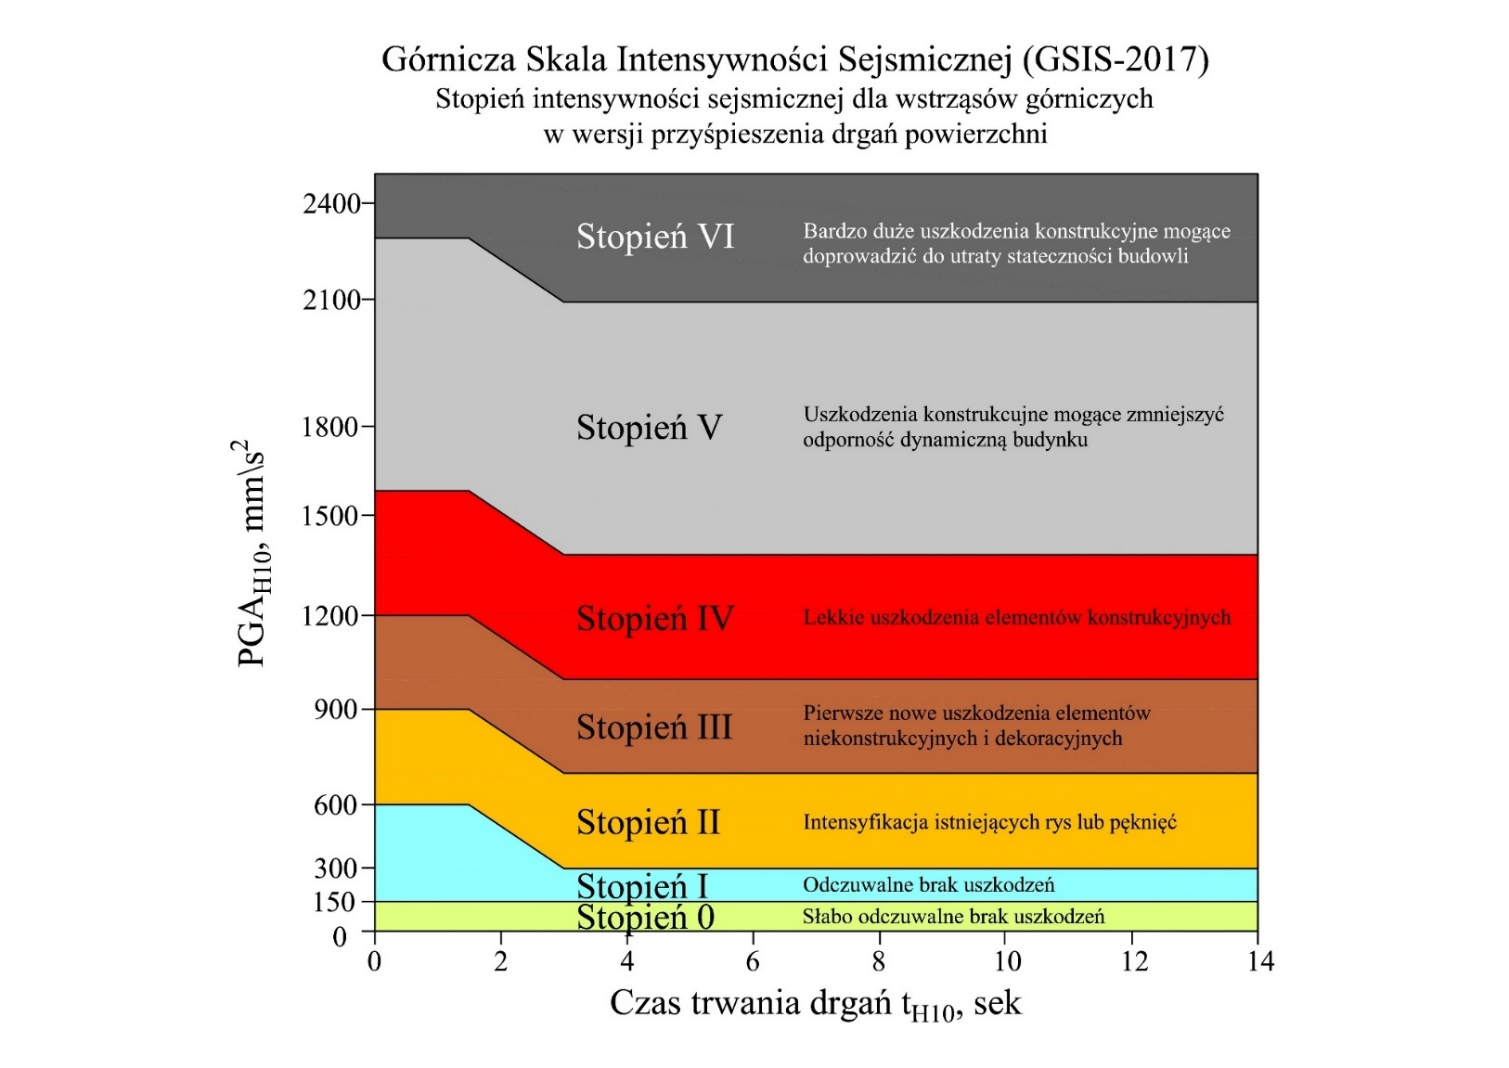 Górnicza Skala Intensywności Sejsmicznej (GSIS-2017)
Stopień intensywności sejsmicznej dla wstrząsów górniczych
w wersji przyśpieszenia drgań powierzchni
2400
2100
1800
1500
1200
900
600
300
150
0
PGA_H10, mm\s²
Stopień VI
Bardzo duże uszkodzenia konstrukcyjne mogące
doprowadzić do utraty stateczności budowli
Stopień V
Uszkodzenia konstrukcujne mogące zmniejszyć
odporność dynamiczną budynku
Stopień IV
Lekkie uszkodzenia elementów konstrukcyjnych
Stopień III
Pierwsze nowe uszkodzenia elementów
niekonstrukcyjnych i dekoracyjnych
Stopień II
Intensyfikacja istniejących rys lub pęknięć
Stopień I
Odczuwalne brak uszkodzeń
Stopień 0
Słabo odczuwalne brak uszkodzeń
0 2 4 6 8 10 12 14
Czas trwania drgań t_H10, sek